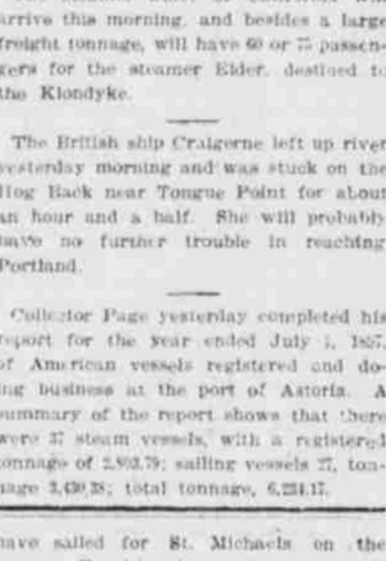 arrive this morning, and besides a large
freight tonnage, will have 60 or 75 passen-
gers for the steamer Elder, destined to
the Klondyke.
The British ship Craigerne left up river
yesterday morning and was stuck on the
Hog Back near Tongue Point for about
an hour and a half. She will probably
have no further trouble in reaching
Portland.
Collector Page yesterday completed his
report for the year ended July 1, 1897,
of American vessels registered and do-
ing business at the port of Astoria. A
summary of the report shows that there
were 37 steam vessels, with a registered
tonnage of 2,803.79; sailing vessels 27, ton-
nage 3,430.38; total tonnage, 6,234.17.
have sailed for St. Michaels on the